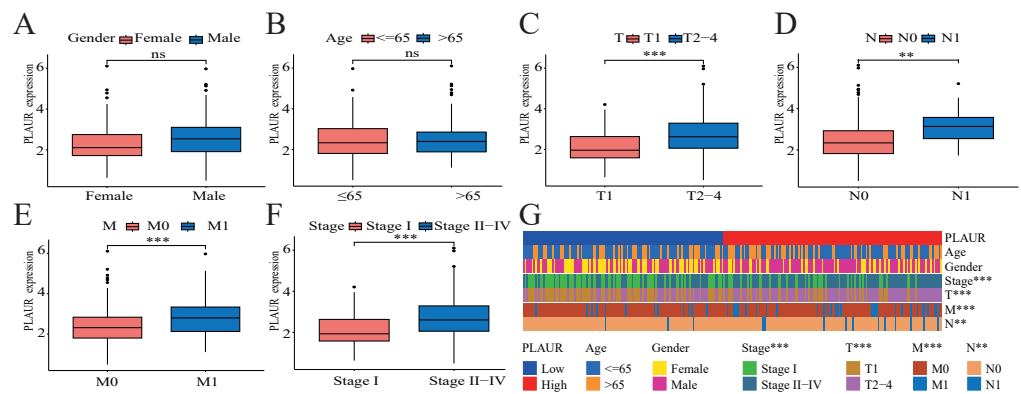 A
Gender Female Male
ns
PLAUR expression
6
4
2
Female Male
B
Age <=65 >65
ns
PLAUR expression
6
4
2
≤65 >65
C
T T1 T2−4
***
PLAUR expression
6
4
2
T1 T2−4
D
N N0 N1
**
PLAUR expression
6
4
2
N0 N1
E
M M0 M1
***
PLAUR expression
6
4
2
M0 M1
F
Stage Stage I Stage II−IV
***
PLAUR expression
6
4
2
Stage I Stage II−IV
G
PLAUR
Age
Gender
Stage***
T***
M***
N**
PLAUR Age Gender Stage*** T*** M*** N**
Low <=65 Female Stage I T1 M0 N0
High >65 Male Stage II−IV T2−4 M1 N1